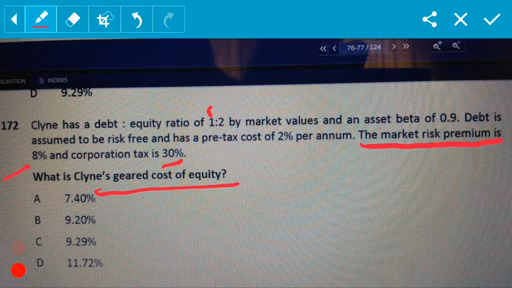 76-77 / 124
INDEXS
D 9.29%
172 Clyne has a debt : equity ratio of 1:2 by market values and an asset beta of 0.9. Debt is
assumed to be risk free and has a pre-tax cost of 2% per annum. The market risk premium is
8% and corporation tax is 30%.
What is Clyne's geared cost of equity?
A 7.40%
B 9.20%
C 9.29%
D 11.72%